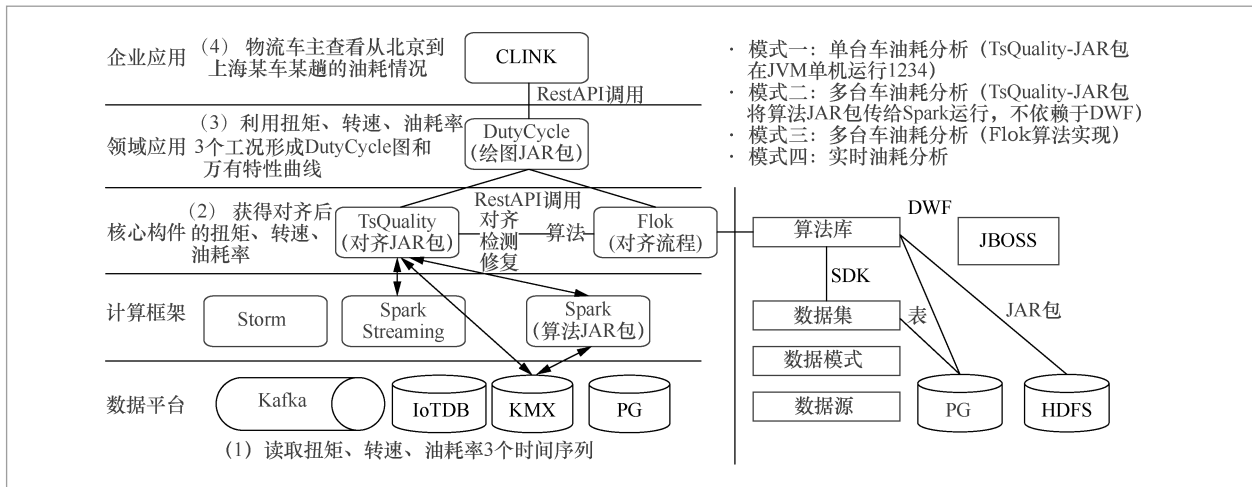 企业应用
（4） 物流车主查看从北京到
上海某车某趟的油耗情况
CLINK
RestAPI调用
· 模式一：单台车油耗分析（TsQuality-JAR包
在JVM单机运行1234）
· 模式二：多台车油耗分析（TsQuality-JAR包
将算法JAR包传给Spark运行，不依赖于DWF）
· 模式三：多台车油耗分析（Flok算法实现）
· 模式四：实时油耗分析
领域应用
（3）利用扭矩、转速、油耗率
3个工况形成DutyCycle图和
万有特性曲线
DutyCycle
(绘图JAR包)
核心构件
（2） 获得对齐后
的扭矩、转速、
油耗率
TsQuality
(对齐JAR包)
RestAPI调用
对齐
检测
修复
算法
Flok
(对齐流程)
DWF
算法库
JBOSS
SDK
计算框架
Storm
Spark
Streaming
Spark
(算法JAR包)
数据集
表
JAR包
数据模式
数据平台
Kafka
IoTDB
KMX
PG
数据源
PG
HDFS
（1）读取扭矩、转速、油耗率3个时间序列